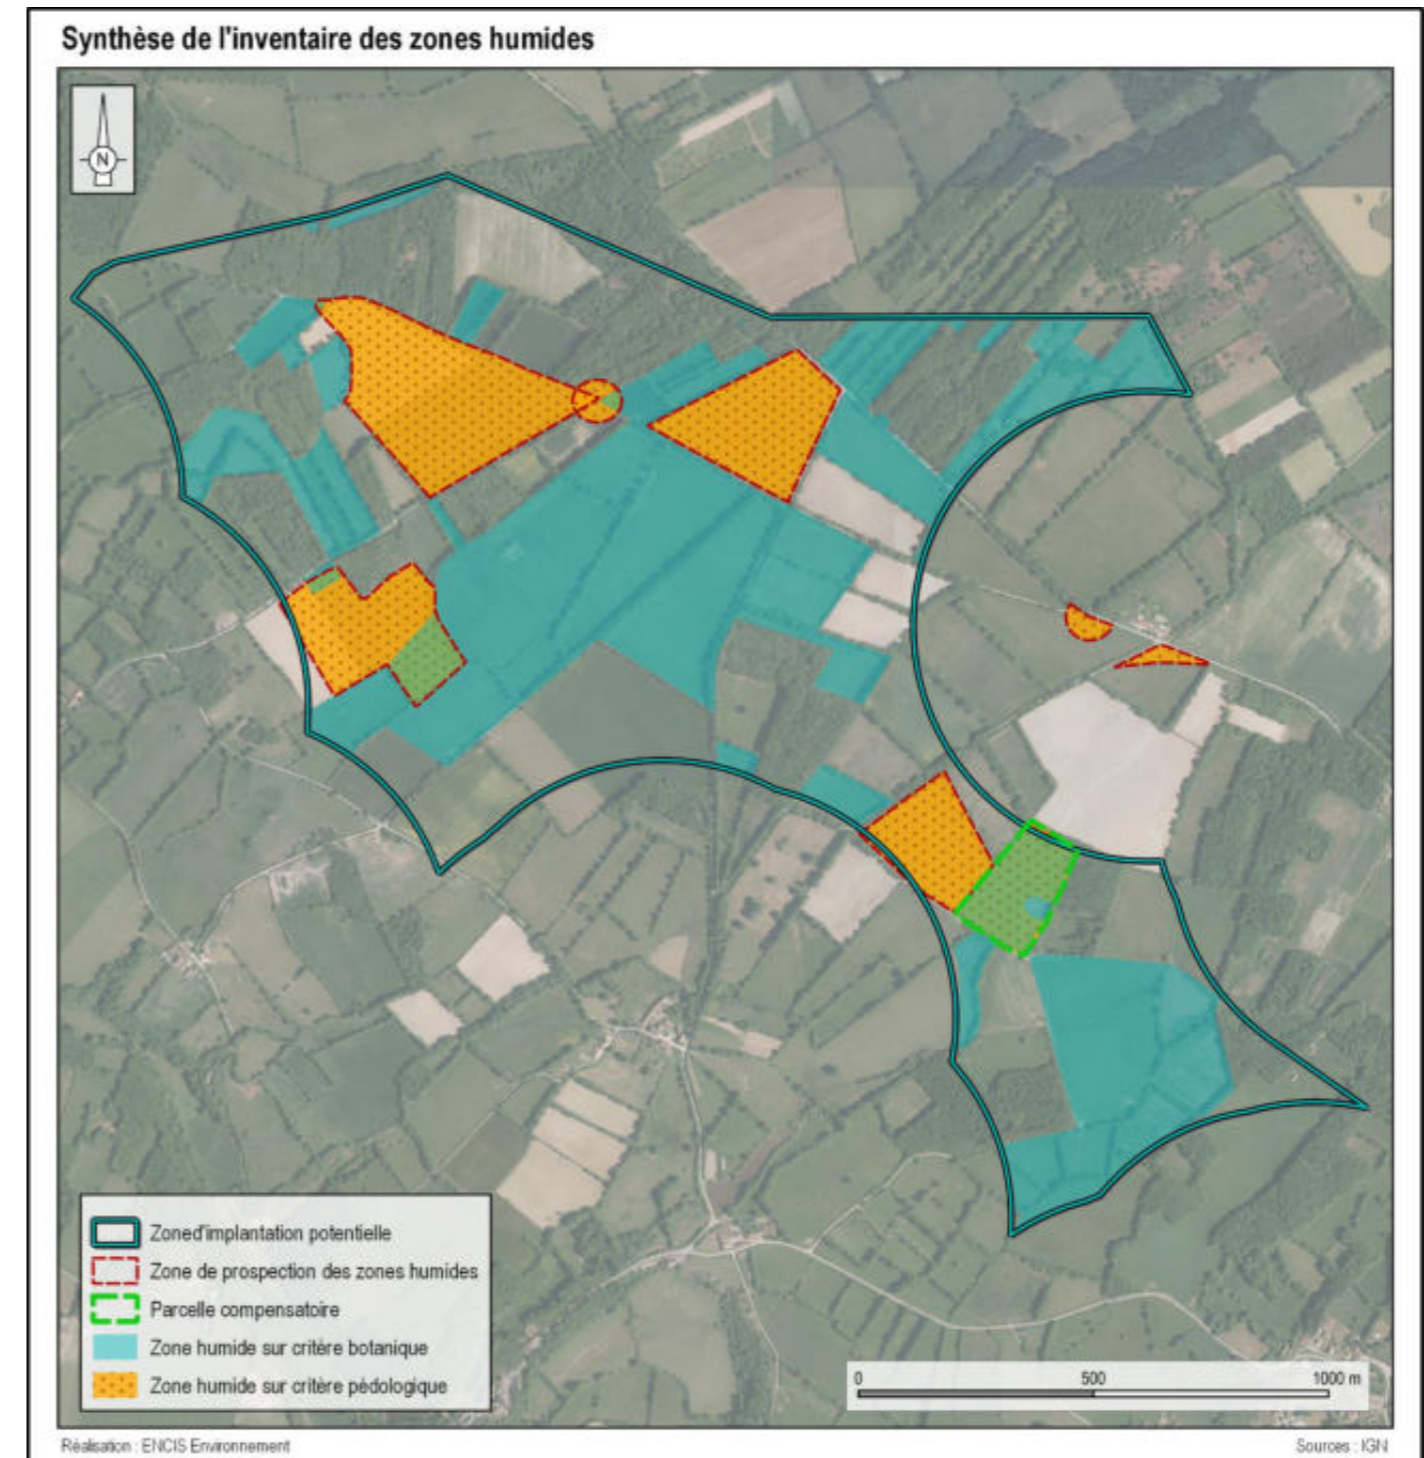 Synthèse de l'inventaire des zones humides
N
Zoned'implantation potentielle
Zone de prospection des zones humides
Parcelle compensatoire
Zone humide sur critère botanique
Zone humide sur critère pédologique
0 500 1000 m
Réalisation : ENCIS Environnement
Sources : IGN